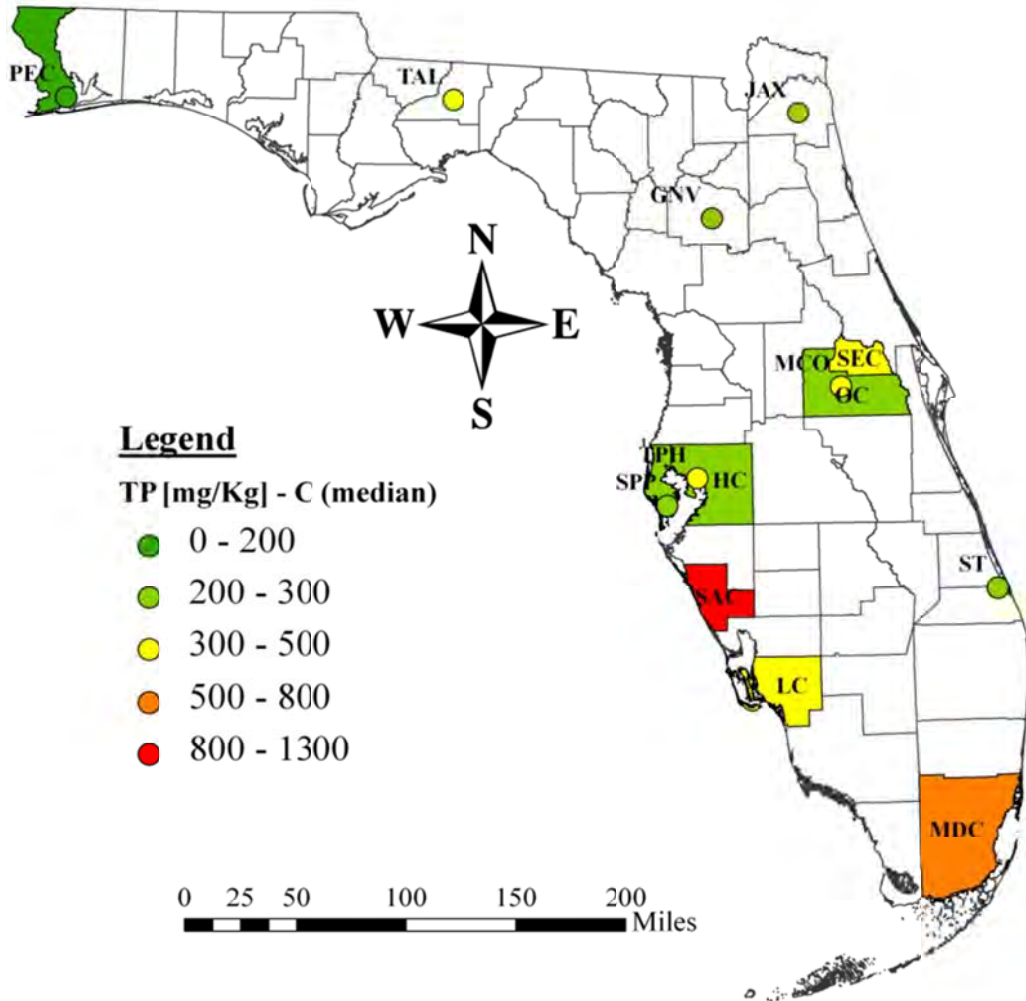 PEC
TAL
JAX
GNV
N
W E
S
MCO SEC
OC
TPH
SPP HC
Legend
TP [mg/Kg] - C (median)
0 - 200
200 - 300
300 - 500
500 - 800
800 - 1300
ST
SAC
LC
MDC
0 25 50 100 150 200
Miles